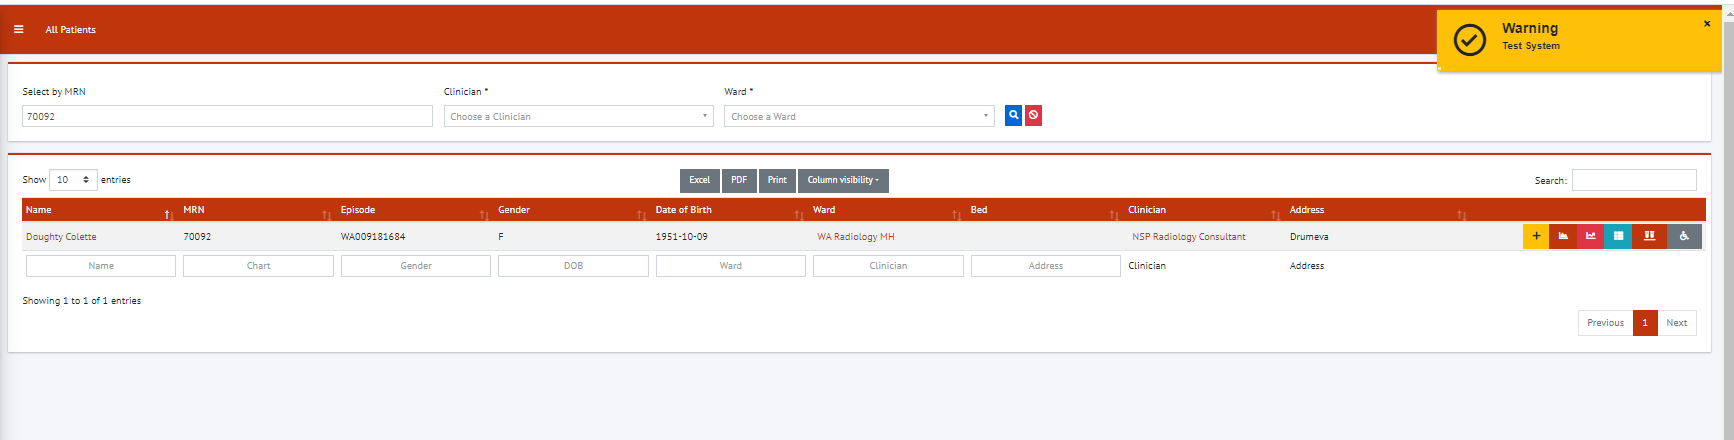 All Patients
Warning
Test System
Select by MRN
Clinician *
Ward *
70092
Choose a Clinician
Choose a Ward
Show 10 entries
Excel PDF Print Column visibility
Search:
Name MRN Episode Gender Date of Birth Ward Bed Clinician Address
Doughty Colette 70092 WA009181684 F 1951-10-09 WA Radiology MH NSP Radiology Consultant Drumeva
Name Chart Gender DOB Ward Clinician Address Clinician Address
Showing 1 to 1 of 1 entries
Previous 1 Next